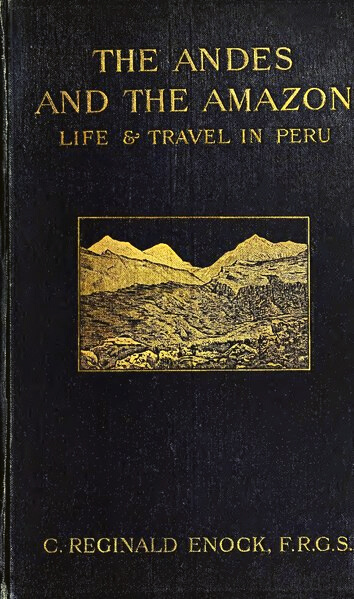 THE ANDES
AND THE AMAZON
LIFE & TRAVEL IN PERU
C. REGINALD ENOCK, F.R.G.S.